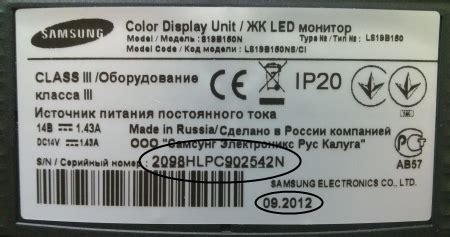 SAMSUNG
Color Display Unit / ЖК LED монитор
Model / Модель : S19B150N Type № / Тип № : LS19B150
Model Code / Код модели : LS19B150NS/CI
CLASS III /Оборудование
класса III
CE
IP20
Источник питания постоянного тока
14В 1.43A
DC14V 1.43A
Made in Russia/Сделано в России компанией
ООО "Самсунг Электроникс Рус Калуга"
S/N / Серийный номер : 2098HLPC902542N
АВ57
SAMSUNG ELECTRONICS CO., LTD.
09.2012